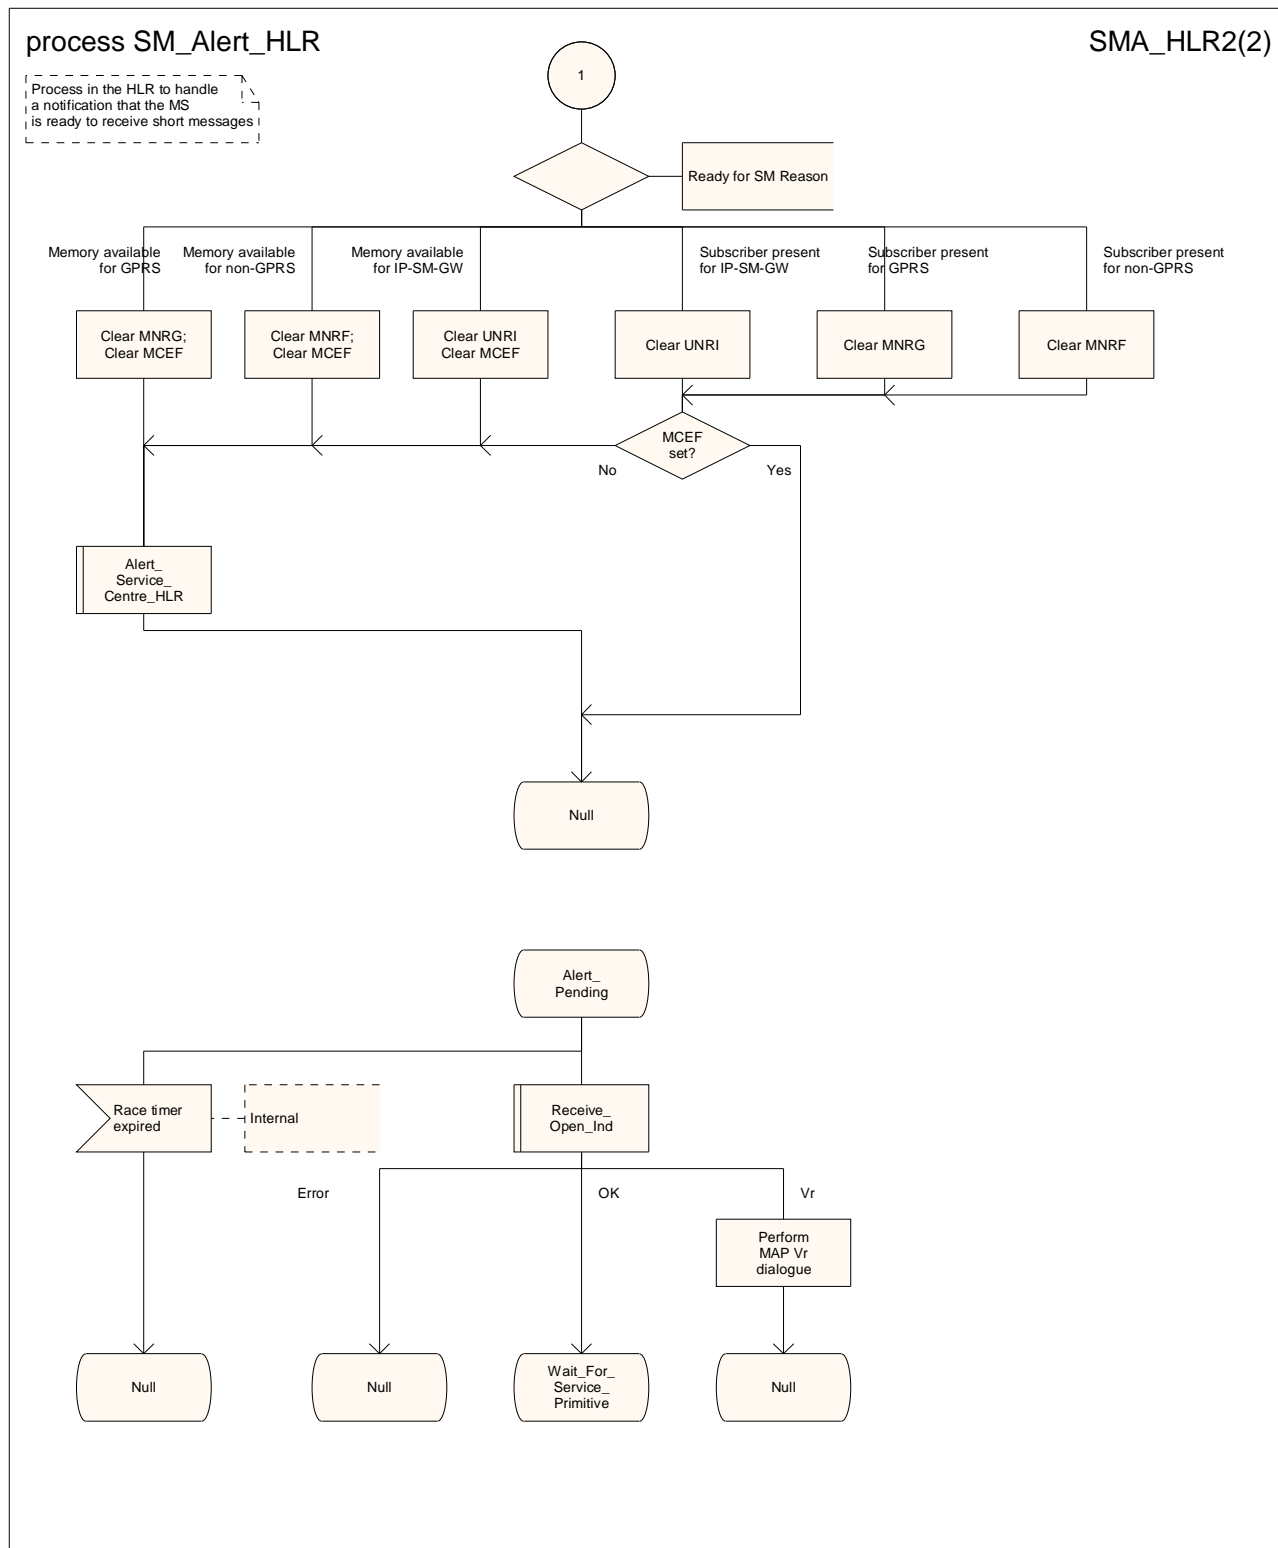 process SM_Alert_HLR
SMA_HLR2(2)
Process in the HLR to handle
a notification that the MS
is ready to receive short messages
1
Ready for SM Reason
Memory available
for GPRS
Memory available
for non-GPRS
Memory available
for IP-SM-GW
Subscriber present
for IP-SM-GW
Subscriber present
for GPRS
Subscriber present
for non-GPRS
Clear MNRG;
Clear MCEF
Clear MNRF;
Clear MCEF
Clear UNRI
Clear MCEF
Clear UNRI
Clear MNRG
Clear MNRF
MCEF
set?
No
Yes
Alert_
Service_
Centre_HLR
Null
Alert_
Pending
Race timer
expired
Internal
Receive_
Open_Ind
Error
OK
Vr
Perform
MAP Vr
dialogue
Null
Null
Wait_For_
Service_
Primitive
Null